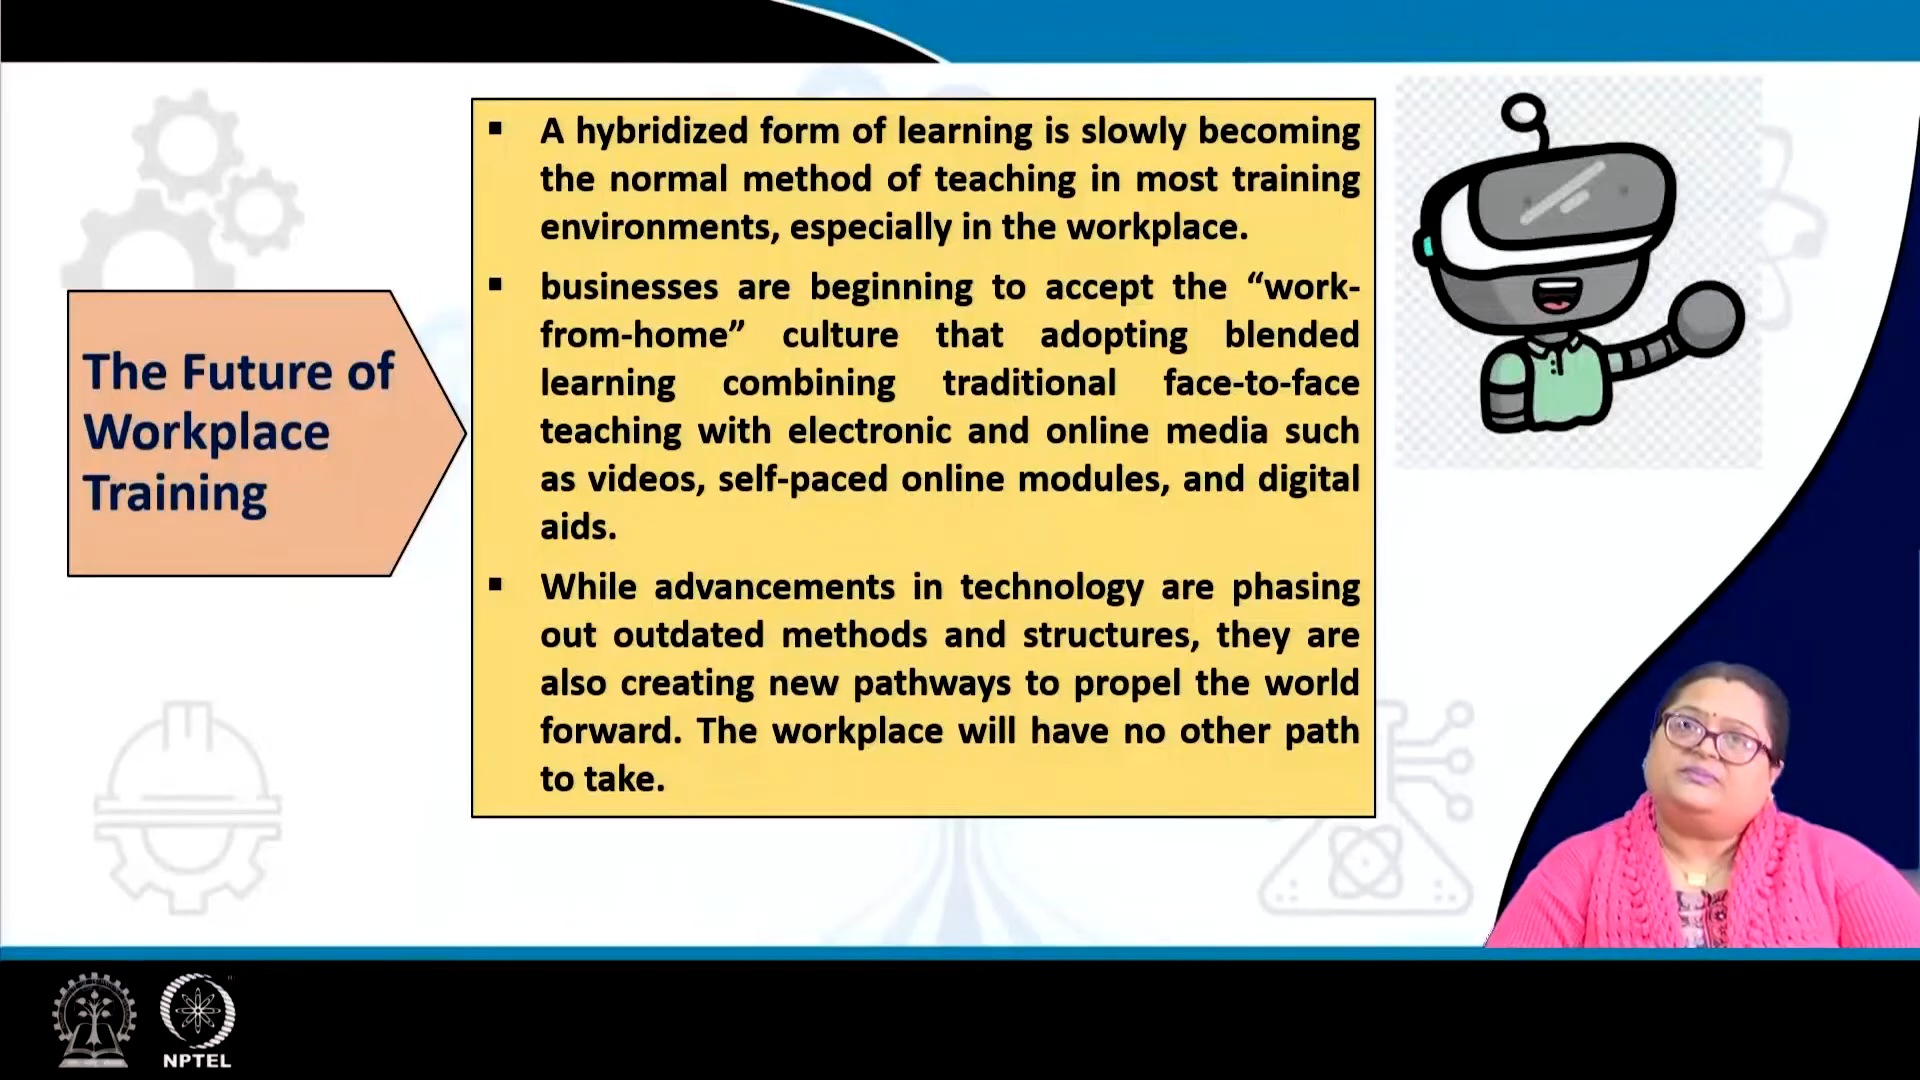 The Future of
Workplace
Training
▪ A hybridized form of learning is slowly becoming
the normal method of teaching in most training
environments, especially in the workplace.
▪ businesses are beginning to accept the “work-
from-home” culture that adopting blended
learning combining traditional face-to-face
teaching with electronic and online media such
as videos, self-paced online modules, and digital
aids.
▪ While advancements in technology are phasing
out outdated methods and structures, they are
also creating new pathways to propel the world
forward. The workplace will have no other path
to take.
NPTEL